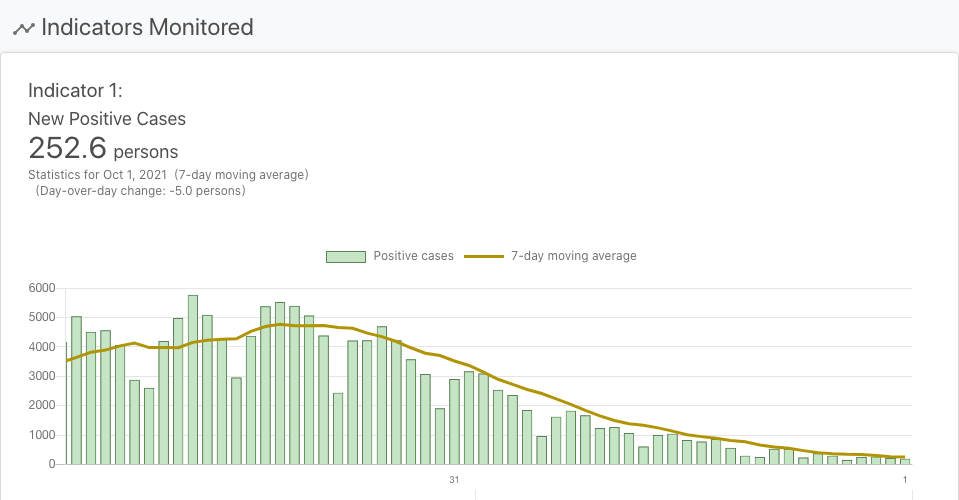 Indicators Monitored
Indicator 1:
New Positive Cases
252.6 persons
Statistics for Oct 1, 2021 (7-day moving average)
(Day-over-day change: -5.0 persons)
Positive cases 7-day moving average
6000
5000
4000
3000
2000
1000
0
31 1